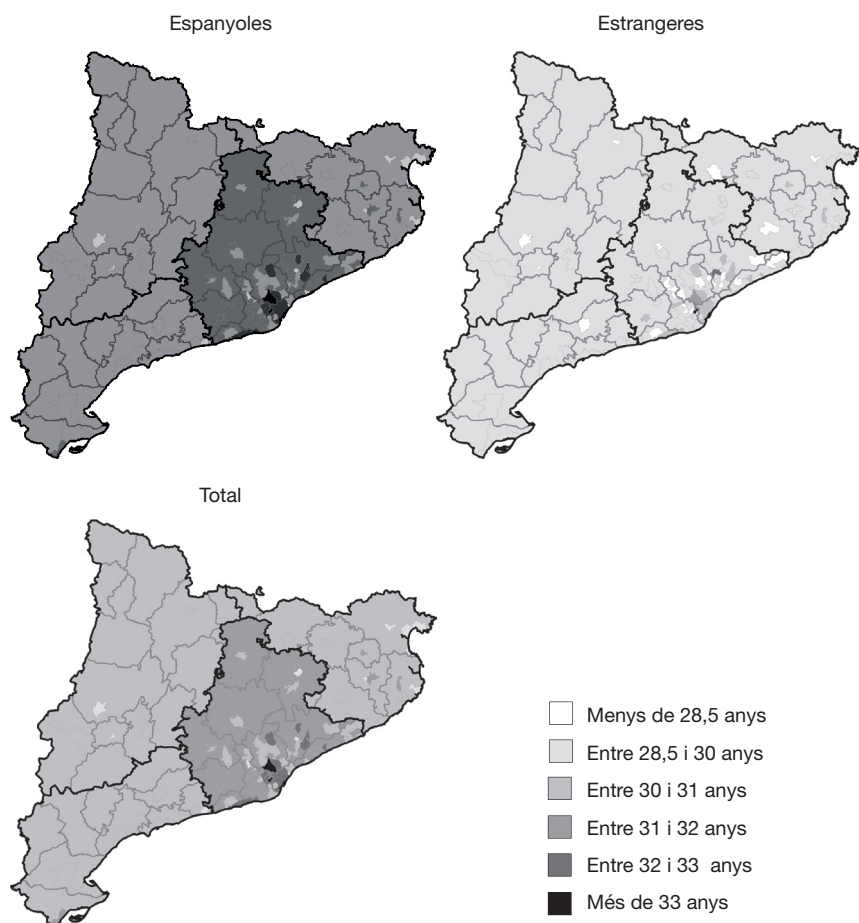 Espanyoles
Estrangeres
Total
Menys de 28,5 anys
Entre 28,5 i 30 anys
Entre 30 i 31 anys
Entre 31 i 32 anys
Entre 32 i 33 anys
Més de 33 anys